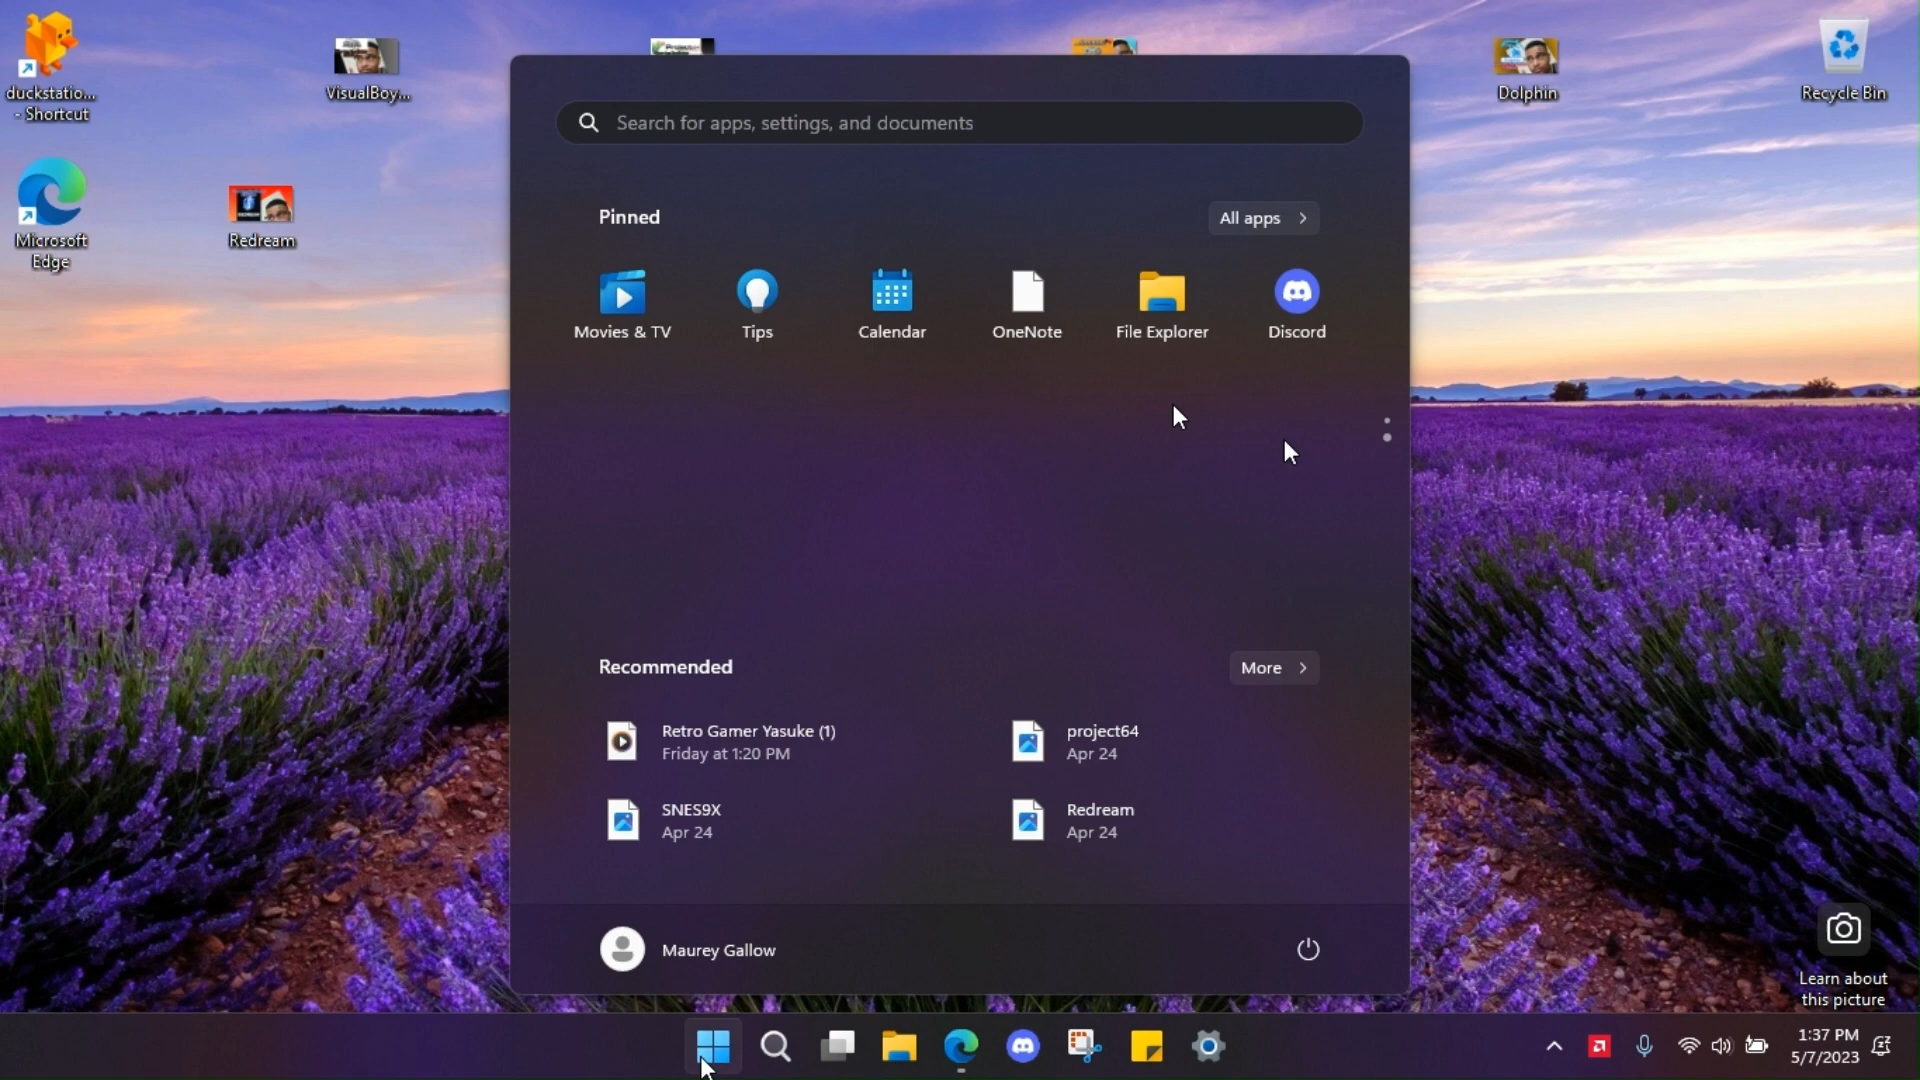 duckstatio...
- Shortcut
VisualBoy...
Dolphin
Recycle Bin
Microsoft
Edge
Redream
Search for apps, settings, and documents
Pinned
All apps
Movies & TV
Tips
Calendar
OneNote
File Explorer
Discord
Recommended
More
Retro Gamer Yasuke (1)
Friday at 1:20 PM
project64
Apr 24
SNES9X
Apr 24
Redream
Apr 24
Maurey Gallow
Learn about
this picture
1:37 PM
5/7/2023